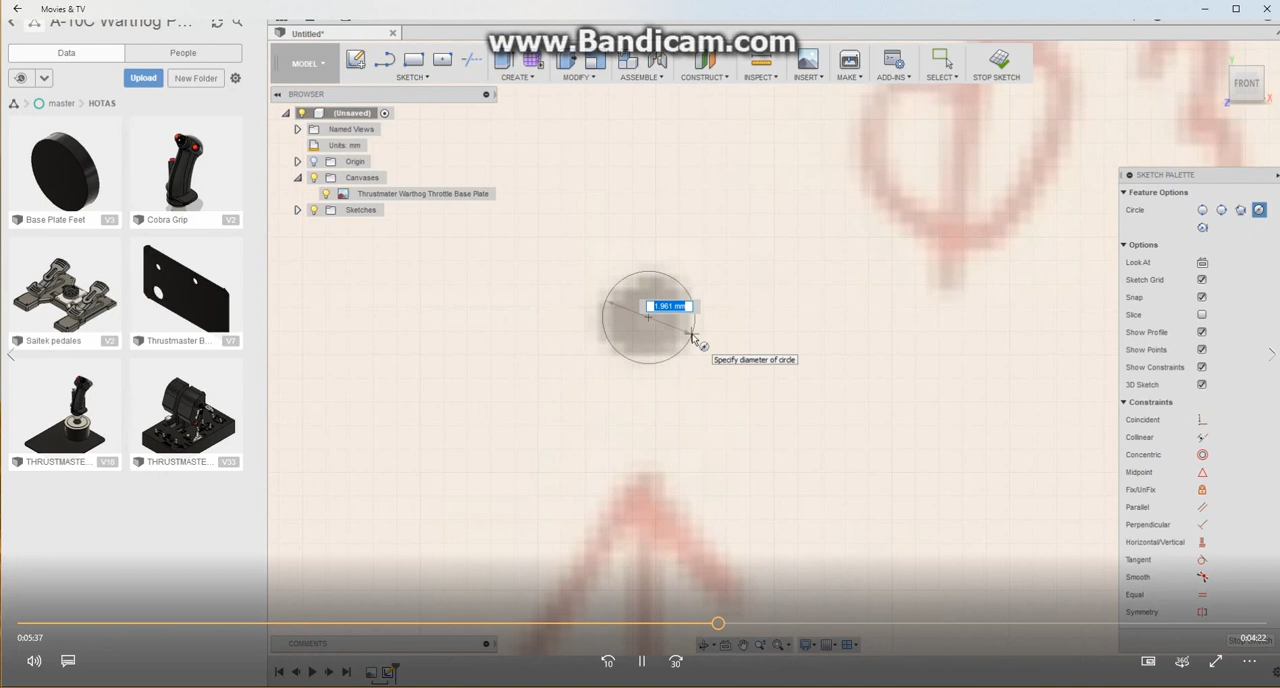 Movies & TV
A-10C Warthog P...
Data
People
Upload
New Folder
master
HOTAS
Base Plate Feet
V3
Cobra Grip
V2
Saitek pedales
V2
Thrustmaster B...
V7
THRUSTMASTE...
V18
THRUSTMASTE...
V33
Untitled*
www.Bandicam.com
MODEL
SKETCH
CREATE
MODIFY
ASSEMBLE
CONSTRUCT
INSPECT
INSERT
MAKE
ADD-INS
SELECT
STOP SKETCH
BROWSER
(Unsaved)
Named Views
Units: mm
Origin
Canvases
Thrustmater Warthog Throttle Base Plate
Sketches
1.961 mm
Specify diameter of circle
Y
FRONT
Z
X
SKETCH PALETTE
Feature Options
Circle
Options
Look At
Sketch Grid
Snap
Slice
Show Profile
Show Points
Show Constraints
3D Sketch
Constraints
Coincident
Collinear
Concentric
Midpoint
Fix/UnFix
Parallel
Perpendicular
Horizontal/Vertical
Tangent
Smooth
Equal
Symmetry
0:05:37
0:04:22
COMMENTS
10
30